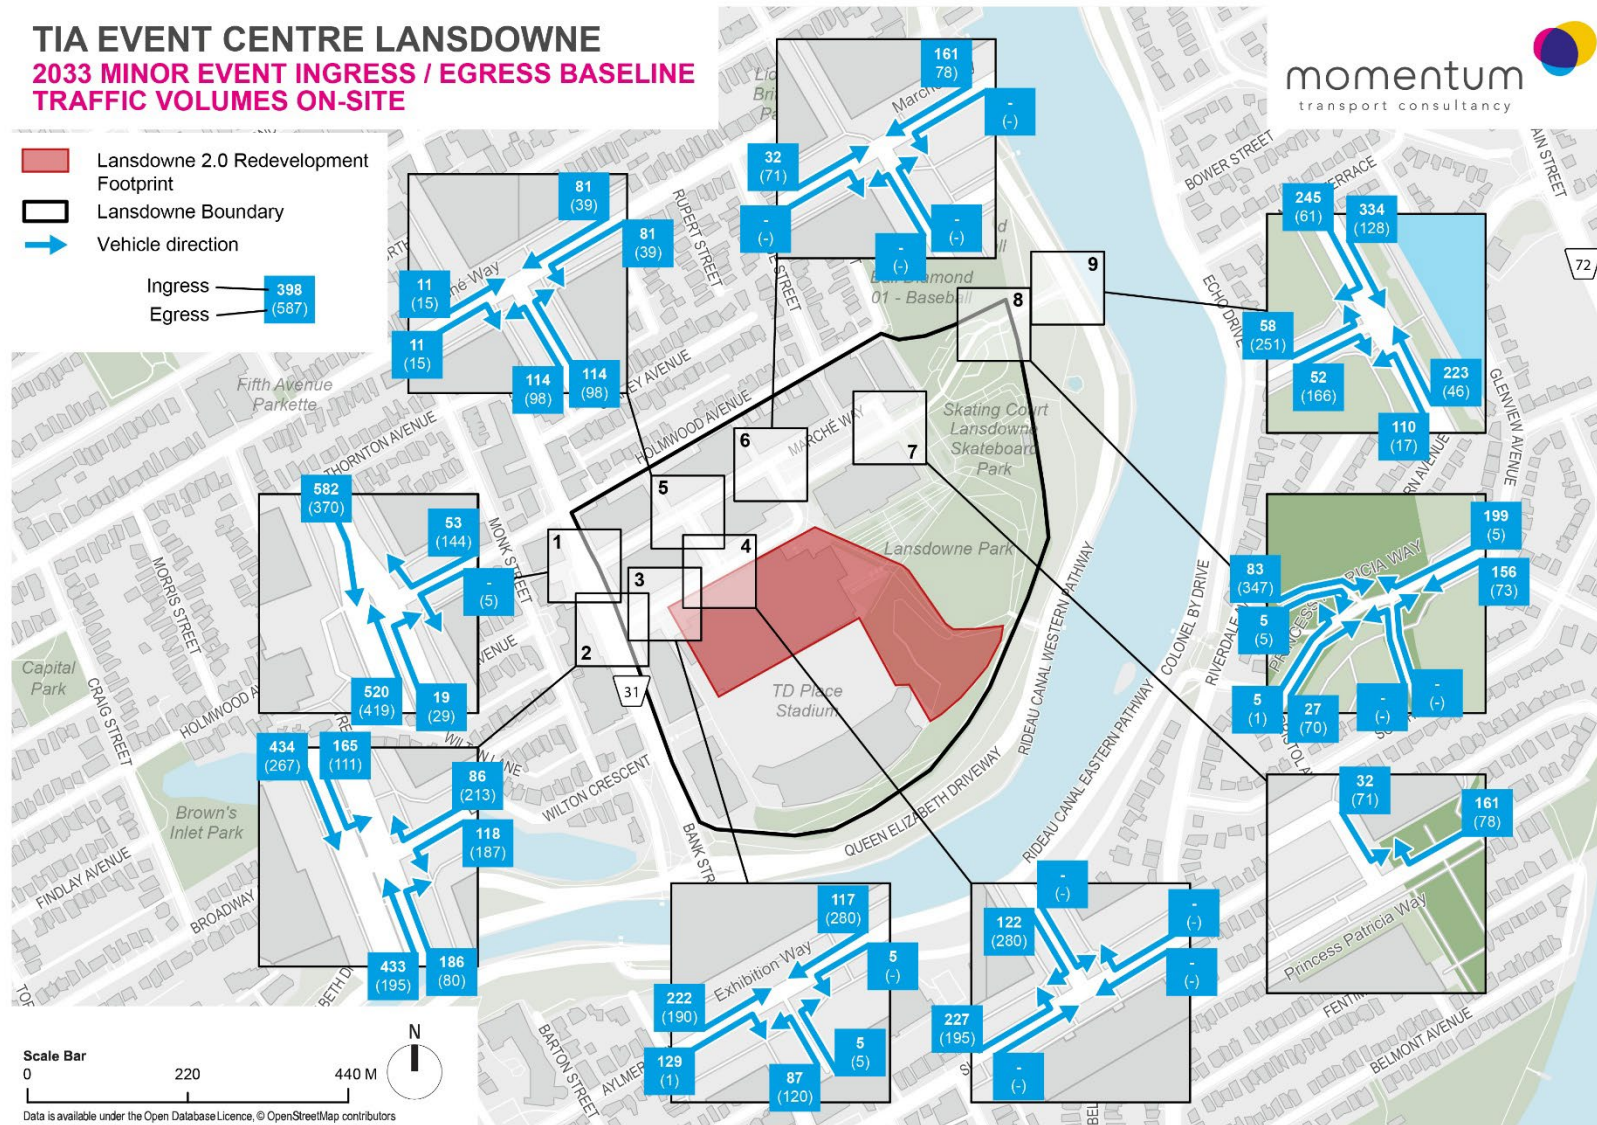 TIA EVENT CENTRE LANSDOWNE
2033 MINOR EVENT INGRESS / EGRESS BASELINE
TRAFFIC VOLUMES ON-SITE
momentum
transport consultancy
Lansdowne 2.0 Redevelopment
Footprint
Lansdowne Boundary
Vehicle direction
Ingress
Egress
398
(587)
81
(39)
81
(39)
11
(15)
11
(15)
114
(98)
114
(98)
161
78)
-
(-)
32
(71)
-
(-)
-
(-)
-
(-)
245
(61)
334
(128)
58
(251)
52
(166)
223
(46)
110
(17)
582
(370)
53
(144)
-
(5)
520
(419)
19
(29)
199
(5)
156
(73)
83
(347)
5
(5)
5
(1)
27
(70)
-
(-)
-
(-)
434
(267)
165
(111)
86
(213)
118
(187)
433
(195)
186
(80)
117
(280)
5
(-)
222
(190)
129
(1)
87
(120)
5
(5)
-
(-)
122
(280)
-
(-)
-
(-)
227
(195)
-
(-)
32
(71)
161
(78)
1
2
3
4
5
6
7
8
9
31
72
Fifth Avenue
Parkette
THORNTON AVENUE
HOLMWOOD AVENUE
MARCHÉ WAY
RUPERT STREET
MONK STREET
MORRIS STREET
CRAIG STREET
Capital
Park
Brown's
Inlet Park
FINDLAY AVENUE
BROADWAY
WILTON CRESCENT
01 - Baseball
Skating Court
Lansdowne
Skateboard
Park
Lansdowne Park
TD Place
Stadium
QUEEN ELIZABETH DRIVEWAY
RIDEAU CANAL WESTERN PATHWAY
RIDEAU CANAL EASTERN PATHWAY
COLONEL BY DRIVE
BOWER STREET
GLENVIEW AVENUE
BELMONT AVENUE
BARTON STREET
Exhibition Way
Princess Patricia Way
N
Scale Bar
0
220
440 M
Data is available under the Open Database Licence, © OpenStreetMap contributors